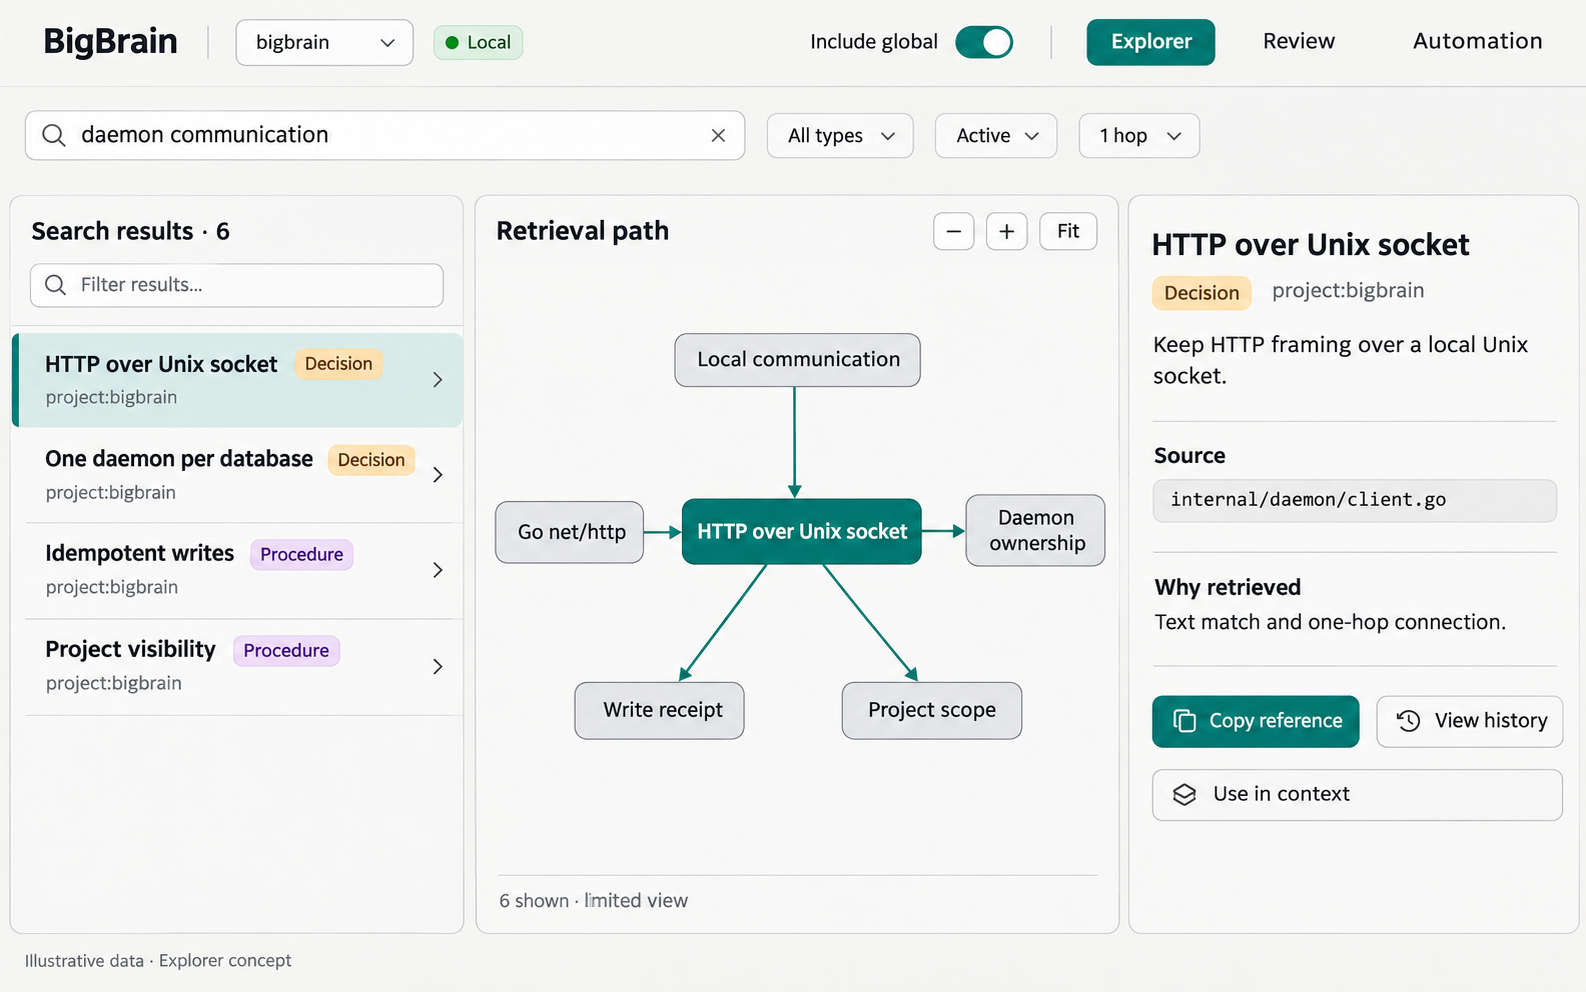 BigBrain
bigbrain
Local
Include global
Explorer
Review
Automation
daemon communication
All types
Active
1 hop
Search results · 6
Filter results...
HTTP over Unix socket
Decision
project:bigbrain
One daemon per database
Decision
project:bigbrain
Idempotent writes
Procedure
project:bigbrain
Project visibility
Procedure
project:bigbrain
Retrieval path
Fit
Local communication
Go net/http
HTTP over Unix socket
Daemon
ownership
Write receipt
Project scope
6 shown · limited view
HTTP over Unix socket
Decision
project:bigbrain
Keep HTTP framing over a local Unix
socket.
Source
internal/daemon/client.go
Why retrieved
Text match and one-hop connection.
Copy reference
View history
Use in context
Illustrative data · Explorer concept